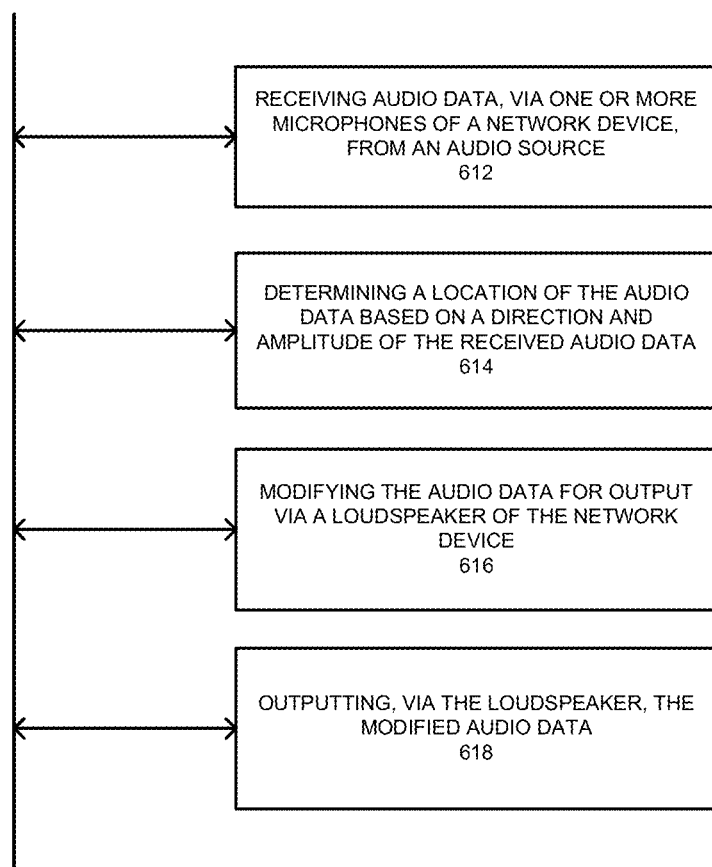 RECEIVING AUDIO DATA, VIA ONE OR MORE
MICROPHONES OF A NETWORK DEVICE,
FROM AN AUDIO SOURCE
612
DETERMINING A LOCATION OF THE AUDIO
DATA BASED ON A DIRECTION AND
AMPLITUDE OF THE RECEIVED AUDIO DATA
614
MODIFYING THE AUDIO DATA FOR OUTPUT
VIA A LOUDSPEAKER OF THE NETWORK
DEVICE
616
OUTPUTTING, VIA THE LOUDSPEAKER, THE
MODIFIED AUDIO DATA
618